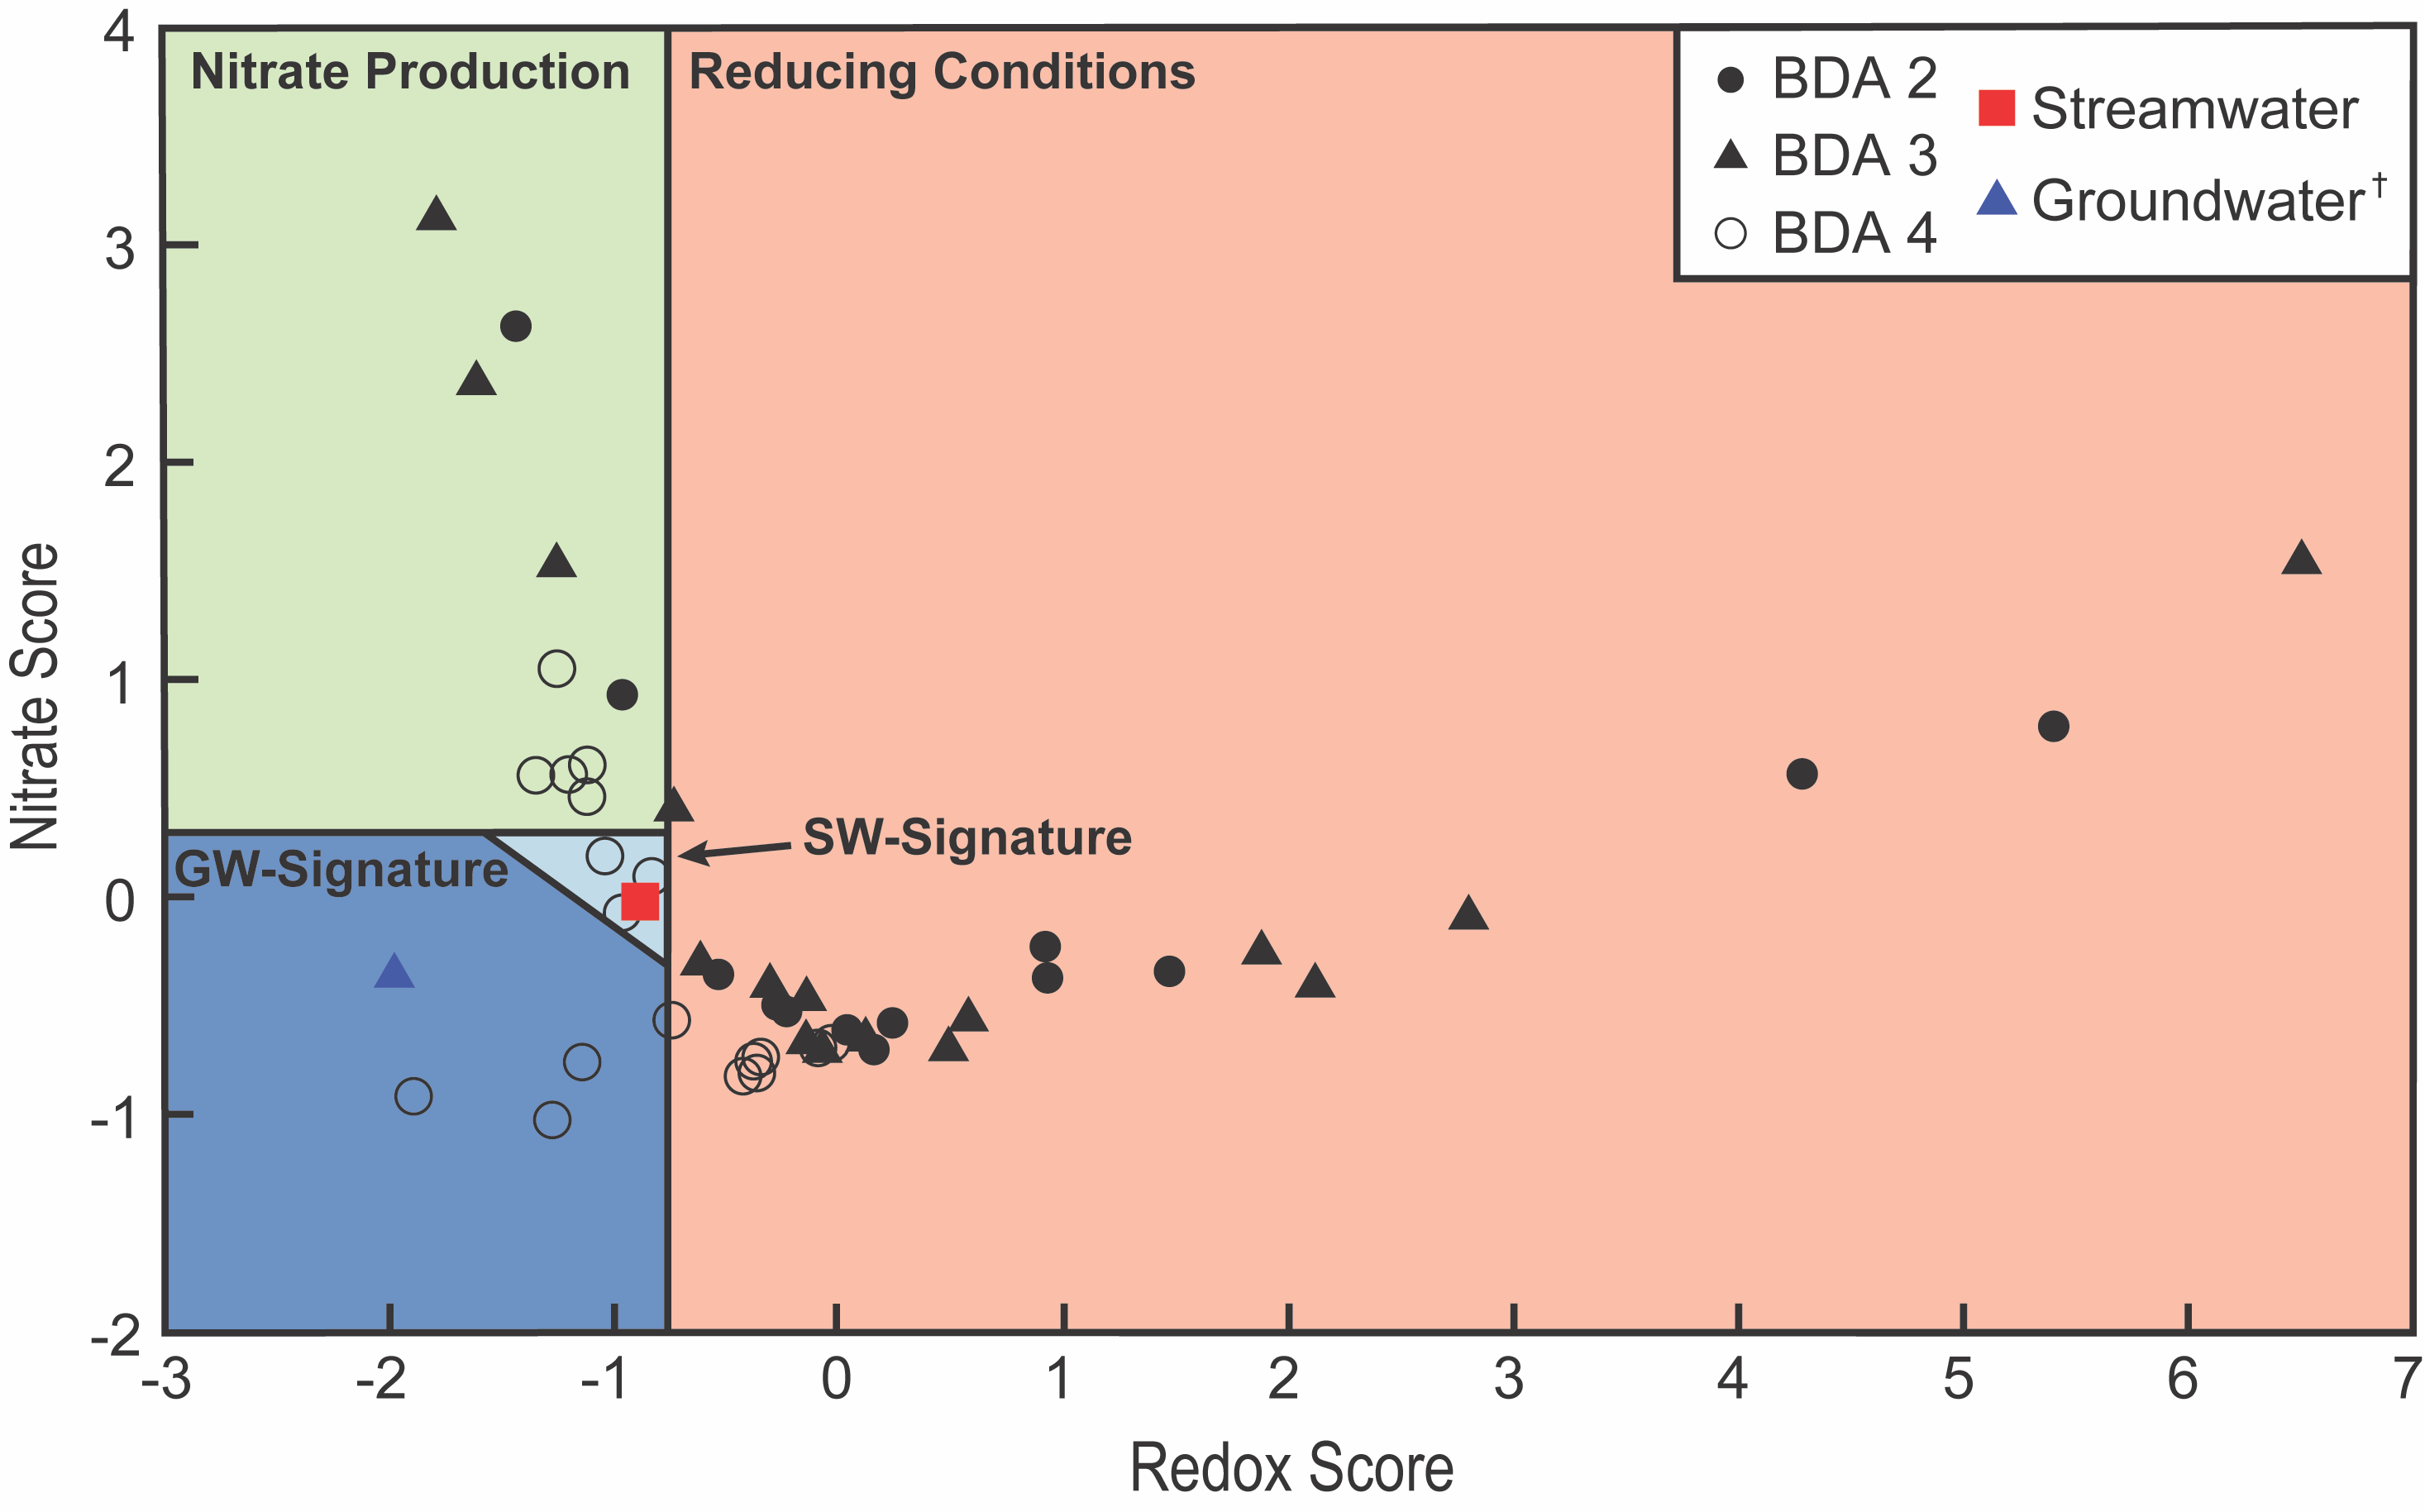 4
Nitrate Production
Reducing Conditions
BDA 2
BDA 3
BDA 4
Streamwater
Groundwater†
3
2
1
SW-Signature
GW-Signature
0
-1
-2
Nitrate Score
-3 -2 -1 0 1 2 3 4 5 6 7
Redox Score